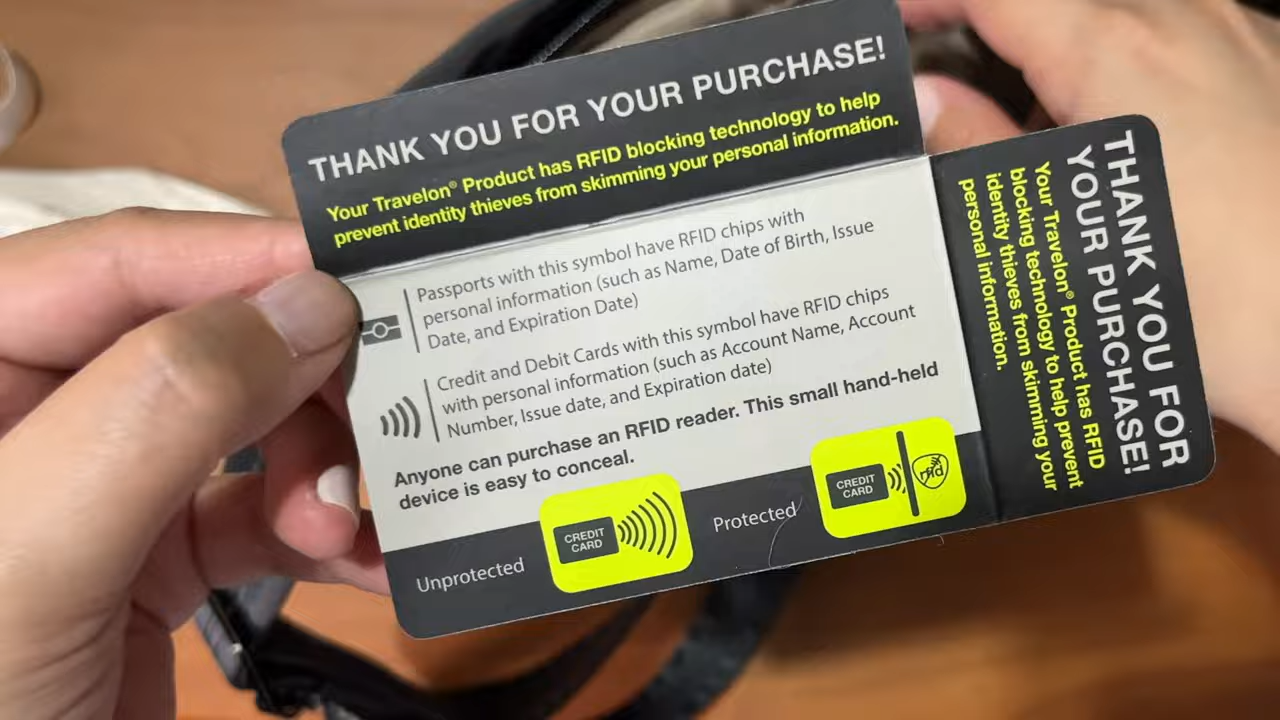 THANK YOU FOR YOUR PURCHASE!
Your Travelon® Product has RFID blocking technology to help
prevent identity thieves from skimming your personal information.
Passports with this symbol have RFID chips with
personal information (such as Name, Date of Birth, Issue
Date, and Expiration Date)
Credit and Debit Cards with this symbol have RFID chips
with personal information (such as Account Name, Account
Number, Issue date, and Expiration date)
Anyone can purchase an RFID reader. This small hand-held
device is easy to conceal.
Unprotected
CREDIT
CARD
Protected
CREDIT
CARD
rfid
THANK YOU FOR
YOUR PURCHASE!
Your Travelon® Product has RFID
blocking technology to help prevent
identity thieves from skimming your
personal information.